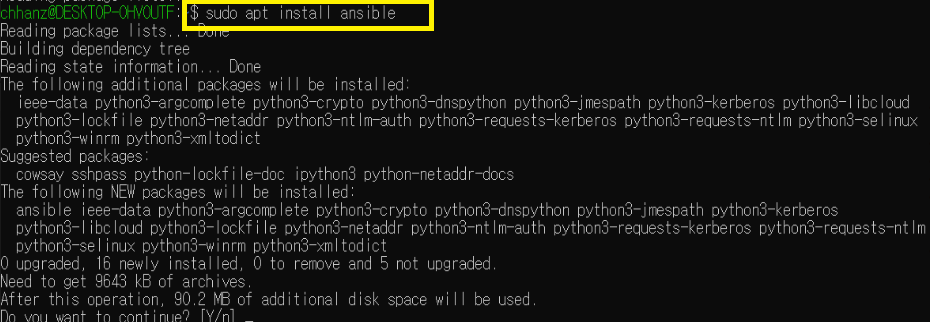 chhanz@DESKTOP-OHVOUTF: $ sudo apt install ansible
Reading package lists... Done
Building dependency tree
Reading state information... Done
The following additional packages will be installed:
ieee-data python3-argcomplete python3-crypto python3-dnspython python3-jmespath python3-kerberos python3-libcloud
python3-lockfile python3-netaddr python3-ntlm-auth python3-requests-kerberos python3-requests-ntlm python3-selinux
python3-winrm python3-xmltodict
Suggested packages:
cowsay sshpass python-lockfile-doc ipython3 python-netaddr-docs
The following NEW packages will be installed:
ansible ieee-data python3-argcomplete python3-crypto python3-dnspython python3-jmespath python3-kerberos
python3-libcloud python3-lockfile python3-netaddr python3-ntlm-auth python3-requests-kerberos python3-requests-ntlm
python3-selinux python3-winrm python3-xmltodict
0 upgraded, 16 newly installed, 0 to remove and 5 not upgraded.
Need to get 9643 kB of archives.
After this operation, 90.2 MB of additional disk space will be used.
Do you want to continue? [Y/n] _